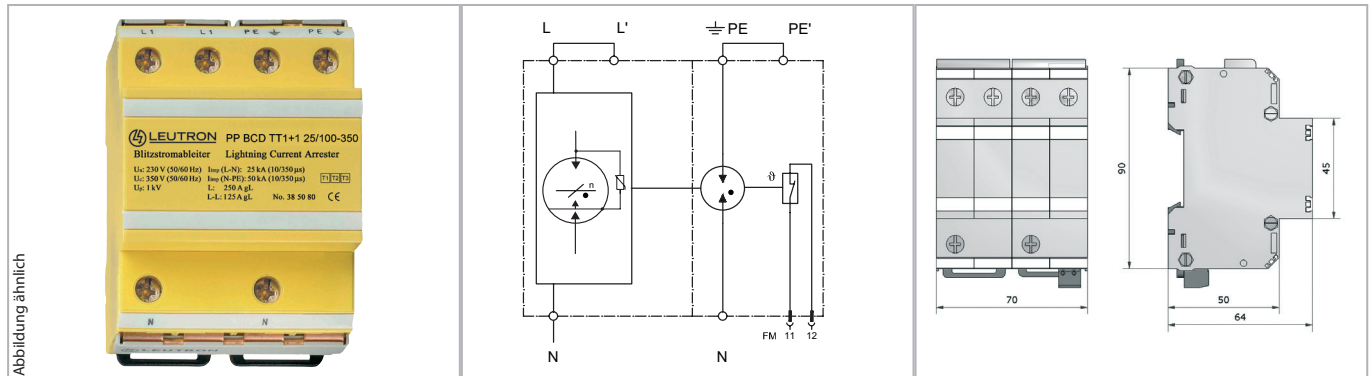 Abbildung ähnlich
L1 L1 PE PE
LEUTRON PP BCD TT1+1 25/100-350
Blitzstromableiter Lightning Current Arrester
Un: 230 V (50/60 Hz) Iimp (L-N): 25 kA (10/350 µs)
Uc: 350 V (50/60 Hz) Iimp (N-PE): 50 kA (10/350 µs) T1 T2 T3
Up: 1 kV L: 250 A gL
L-L: 125 A gL No. 38 50 80 CE
N N
LEUTRON
L L' PE PE'
n
ϑ
FM 11 12
N N
90
70
45
50
64